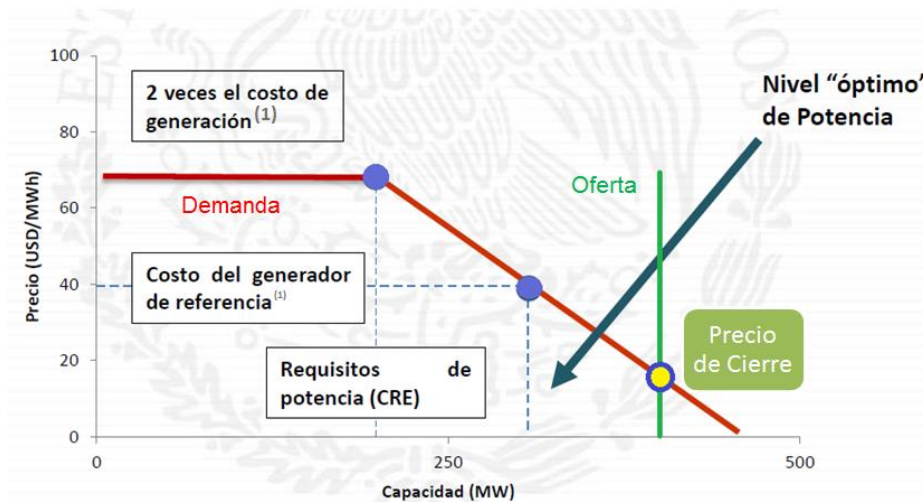 100
80
60
40
20
0
0
250
500
Precio (USD/MWh)
Capacidad (MW)
2 veces el costo de
generación(1)
Demanda
Costo del generador
de referencia(1)
Requisitos de
potencia (CRE)
Oferta
Nivel “óptimo”
de Potencia
Precio
de Cierre